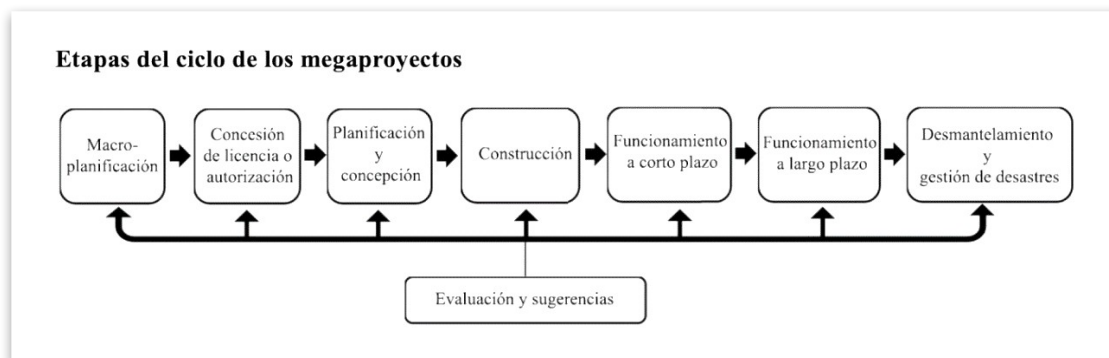 Etapas del ciclo de los megaproyectos
Macro-
planificación
Concesión
de licencia o
autorización
Planificación
y
concepción
Construcción
Funcionamiento
a corto plazo
Funcionamiento
a largo plazo
Desmantelamiento
y
gestión de desastres
Evaluación y sugerencias